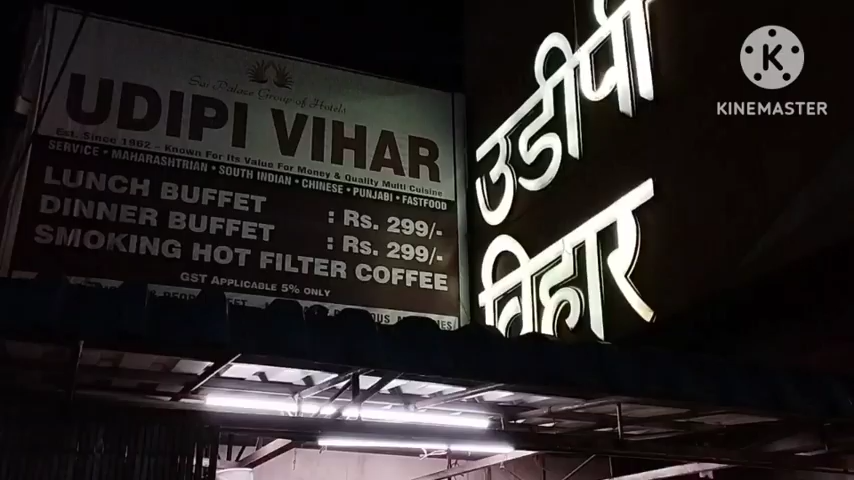 Sai Palace Group of Hotels
UDIPI VIHAR
Est. Since 1962 - Known For Its Value For Money & Quality Multi Cuisine
SERVICE • MAHARASHTRIAN • SOUTH INDIAN • CHINESE • PUNJABI • FASTFOOD
LUNCH BUFFET : Rs. 299/-
DINNER BUFFET : Rs. 299/-
SMOKING HOT FILTER COFFEE
GST APPLICABLE 5% ONLY
उडीपी
विहार
KINEMASTER